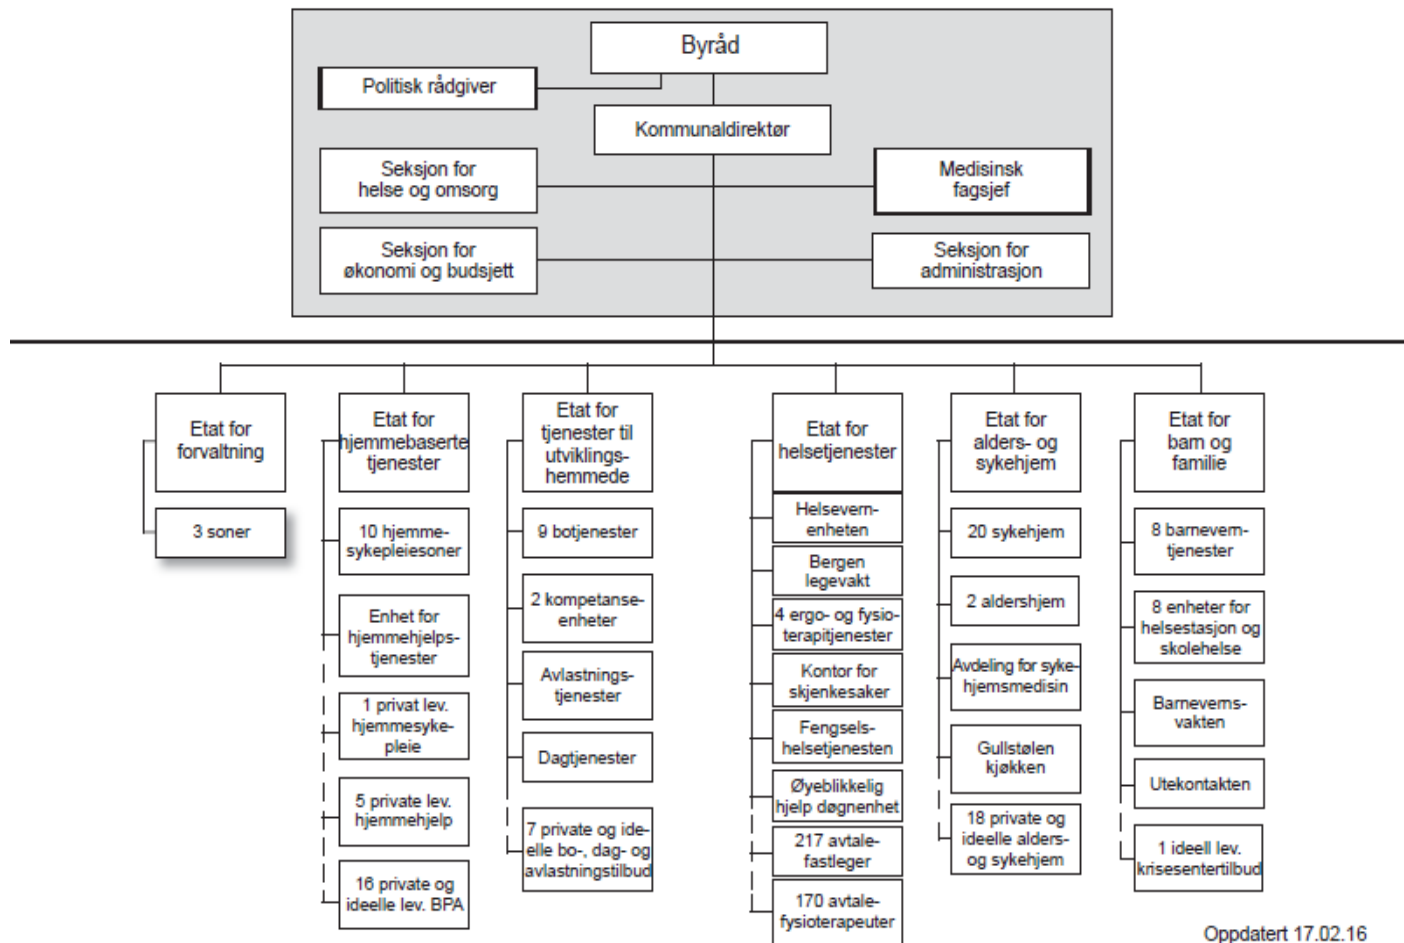 Byråd
Politisk rådgiver
Kommunaldirektør
Seksjon for
helse og omsorg
Medisinsk
fagsjef
Seksjon for
økonomi og budsjett
Seksjon for
administrasjon
Etat for
forvaltning
3 soner
Etat for
hjemmebaserte
tjenester
10 hjemme-
sykepleiesoner
Enhet for
hjemmehjelps-
tjenester
1 privat lev.
hjemmesyke-
pleie
5 private lev.
hjemmehjelp
16 private og
ideelle lev. BPA
Etat for
tjenester til
utviklings-
hemmede
9 botjenester
2 kompetanse-
enheter
Avlastnings-
tjenester
Dagtjenester
7 private og ide-
elle bo-, dag- og
avlastningstilbud
Etat for
helsetjenester
Helsevern-
enheten
Bergen
legevakt
4 ergo- og fysio-
terapitjenester
Kontor for
skjenkesaker
Fengsels-
helsetjenesten
Øyeblikkelig
hjelp døgnenhet
217 avtale-
fastleger
170 avtale-
fysioterapeuter
Etat for
alders- og
sykehjem
20 sykehjem
2 aldershjem
Avdeling for syke-
hjemsmedisin
Gullstølen
kjøkken
18 private og
ideelle alders-
og sykehjem
Etat for
barn og
familie
8 barnevern-
tjenester
8 enheter for
helsestasjon og
skolehelse
Barneverns-
vakten
Utekontakten
1 ideell lev.
krisesentertilbud
Oppdatert 17.02.16